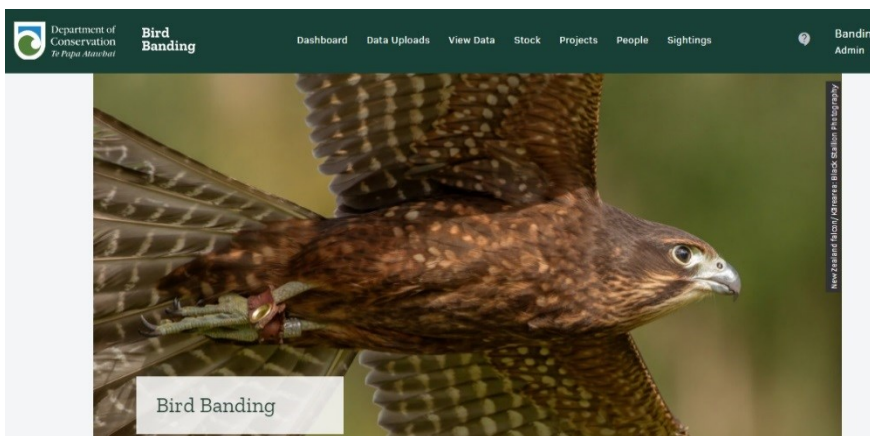 Department of
Conservation
Te Papa Atawhai
Bird
Banding
Dashboard Data Uploads View Data Stock Projects People Sightings
?
Bandin
Admin
New Zealand falcon/ Kārearea: Black Stallion Photography
Bird Banding